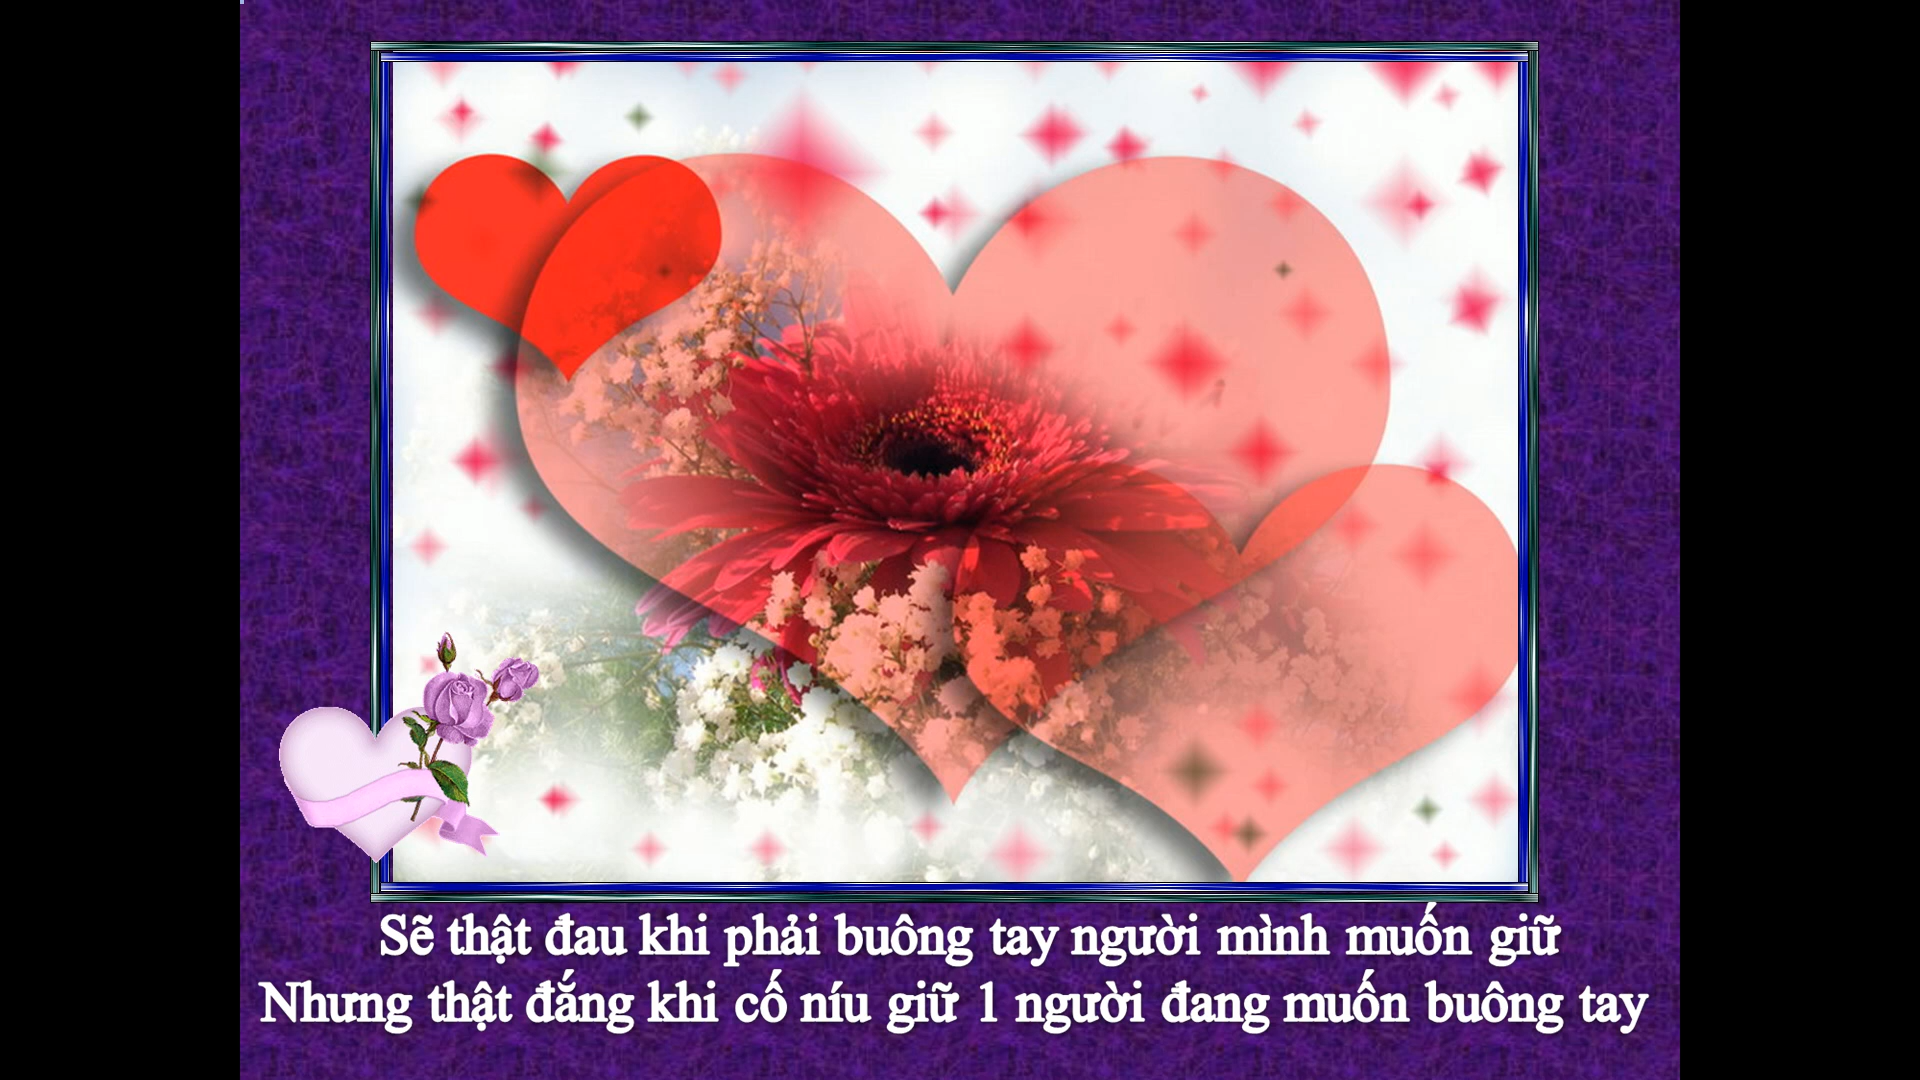 Sẽ thật đau khi phải buông tay người mình muốn giữ
Nhưng thật đắng khi cố níu giữ 1 người đang muốn buông tay